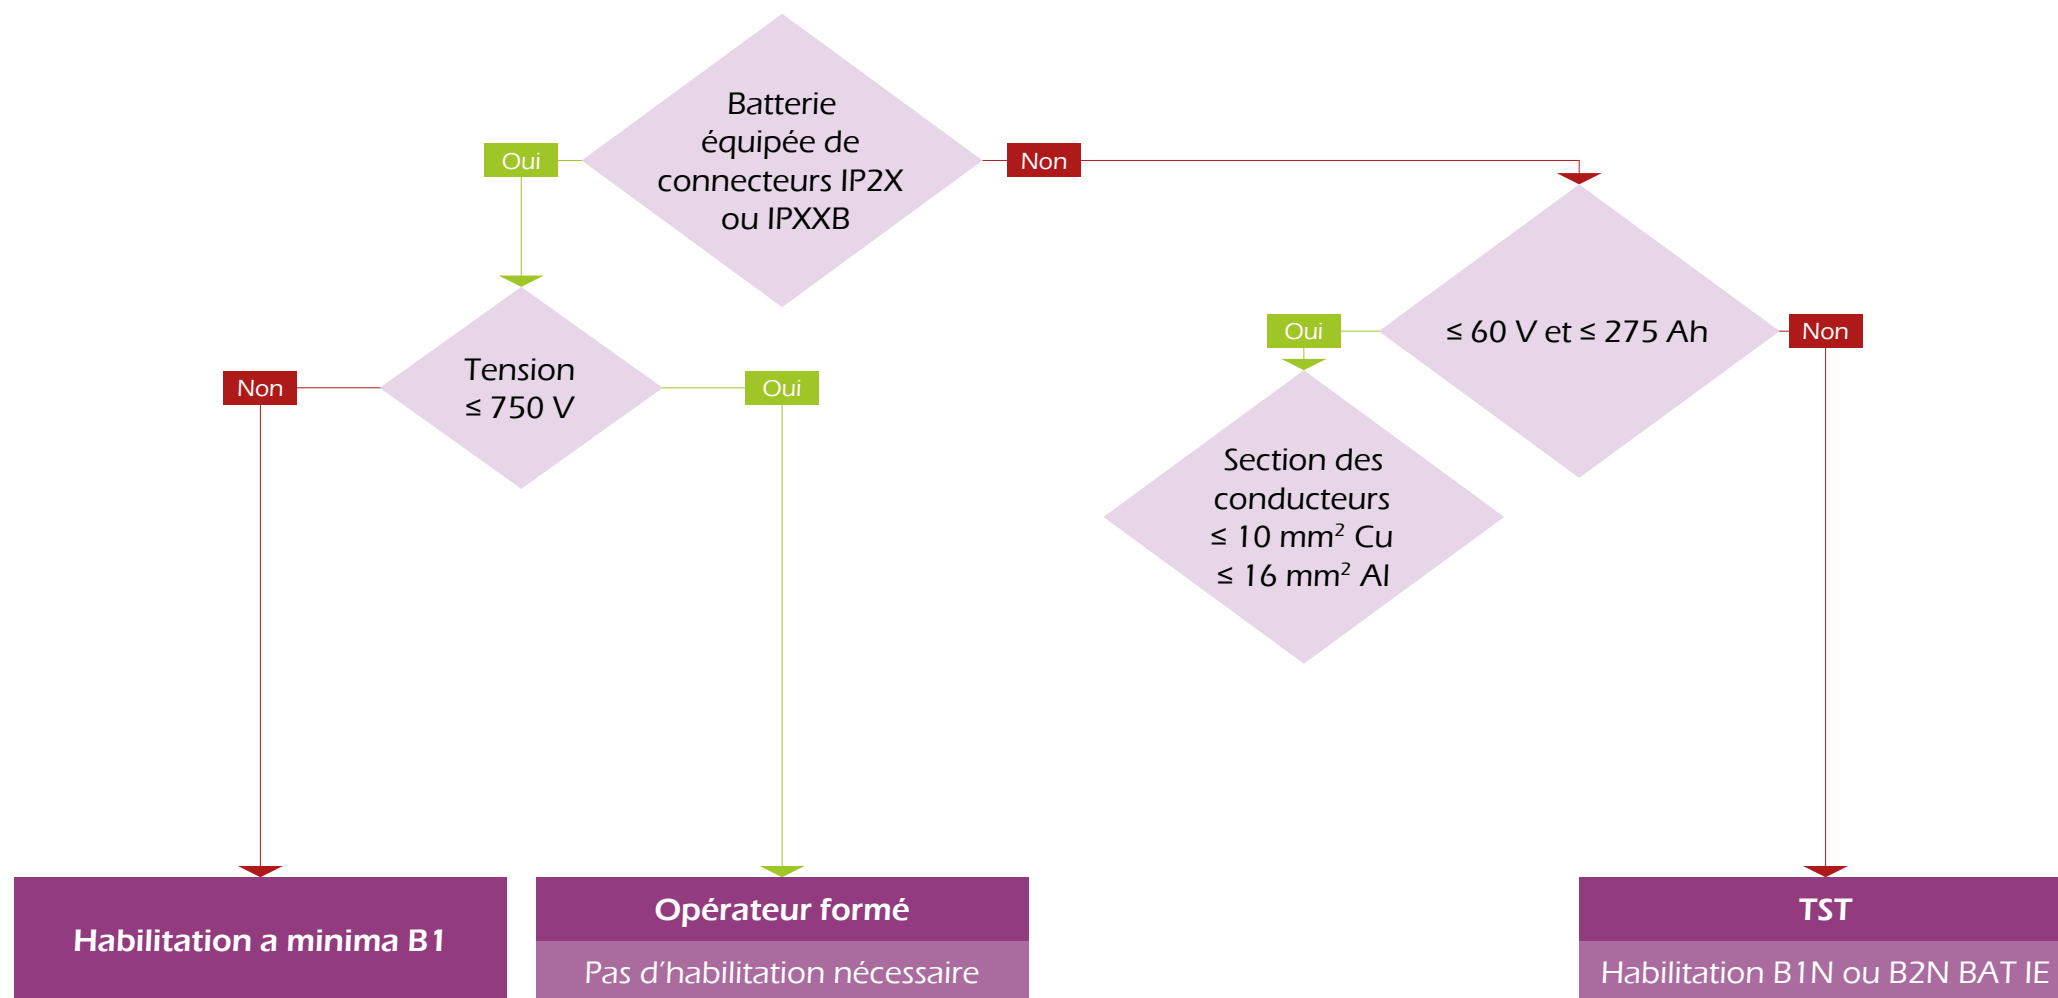 Batterie
équipée de
connecteurs IP2X
ou IPXXB
Oui
Non
≤ 60 V et ≤ 275 Ah
Oui
Non
Tension
≤ 750 V
Non
Oui
Section des
conducteurs
≤ 10 mm² Cu
≤ 16 mm² Al
Habilitation a minima B1
Opérateur formé
Pas d’habilitation nécessaire
TST
Habilitation B1N ou B2N BAT IE